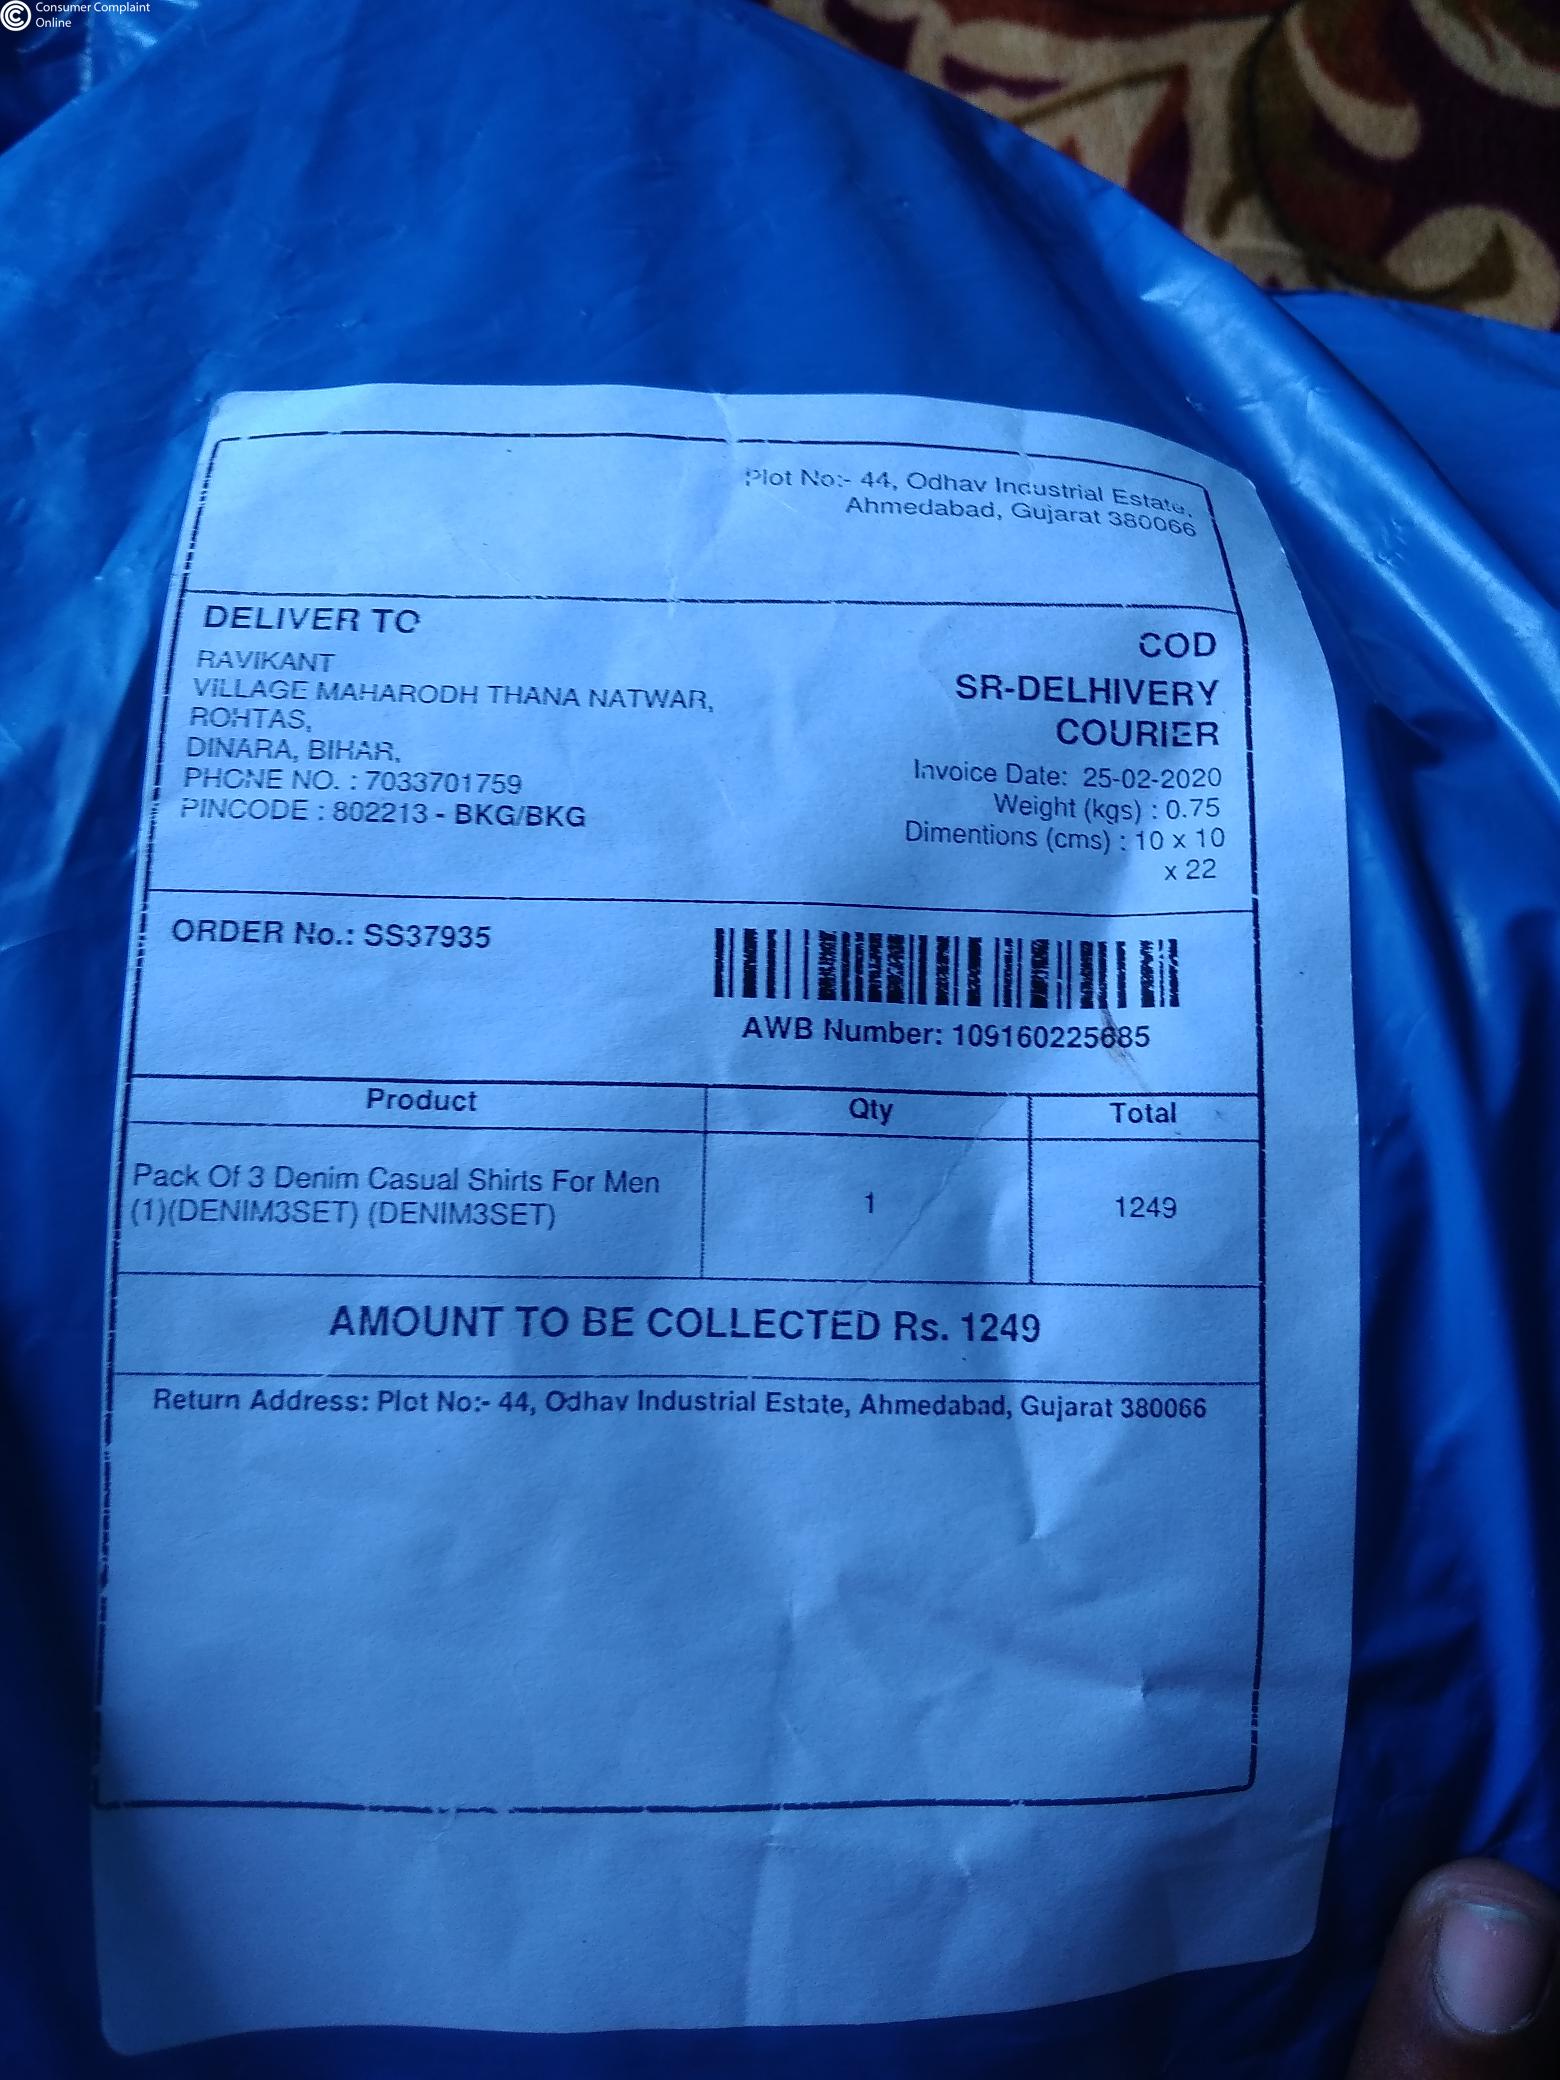 Consumer Complaint
Online
Plot No:- 44, Odhav Industrial Estate,
Ahmedabad, Gujarat 380066
DELIVER TO
RAVIKANT
VILLAGE MAHARODH THANA NATWAR,
ROHTAS,
DINARA, BIHAR,
PHONE NO. : 7033701759
PINCODE : 802213 - BKG/BKG
COD
SR-DELHIVERY
COURIER
Invoice Date: 25-02-2020
Weight (kgs) : 0.75
Dimentions (cms) : 10 x 10
x 22
ORDER No.: SS37935
AWB Number: 109160225685
Product Qty Total
Pack Of 3 Denim Casual Shirts For Men
(1)(DENIM3SET) (DENIM3SET)
1
1249
AMOUNT TO BE COLLECTED Rs. 1249
Return Address: Plot No:- 44, Odhav Industrial Estate, Ahmedabad, Gujarat 380066